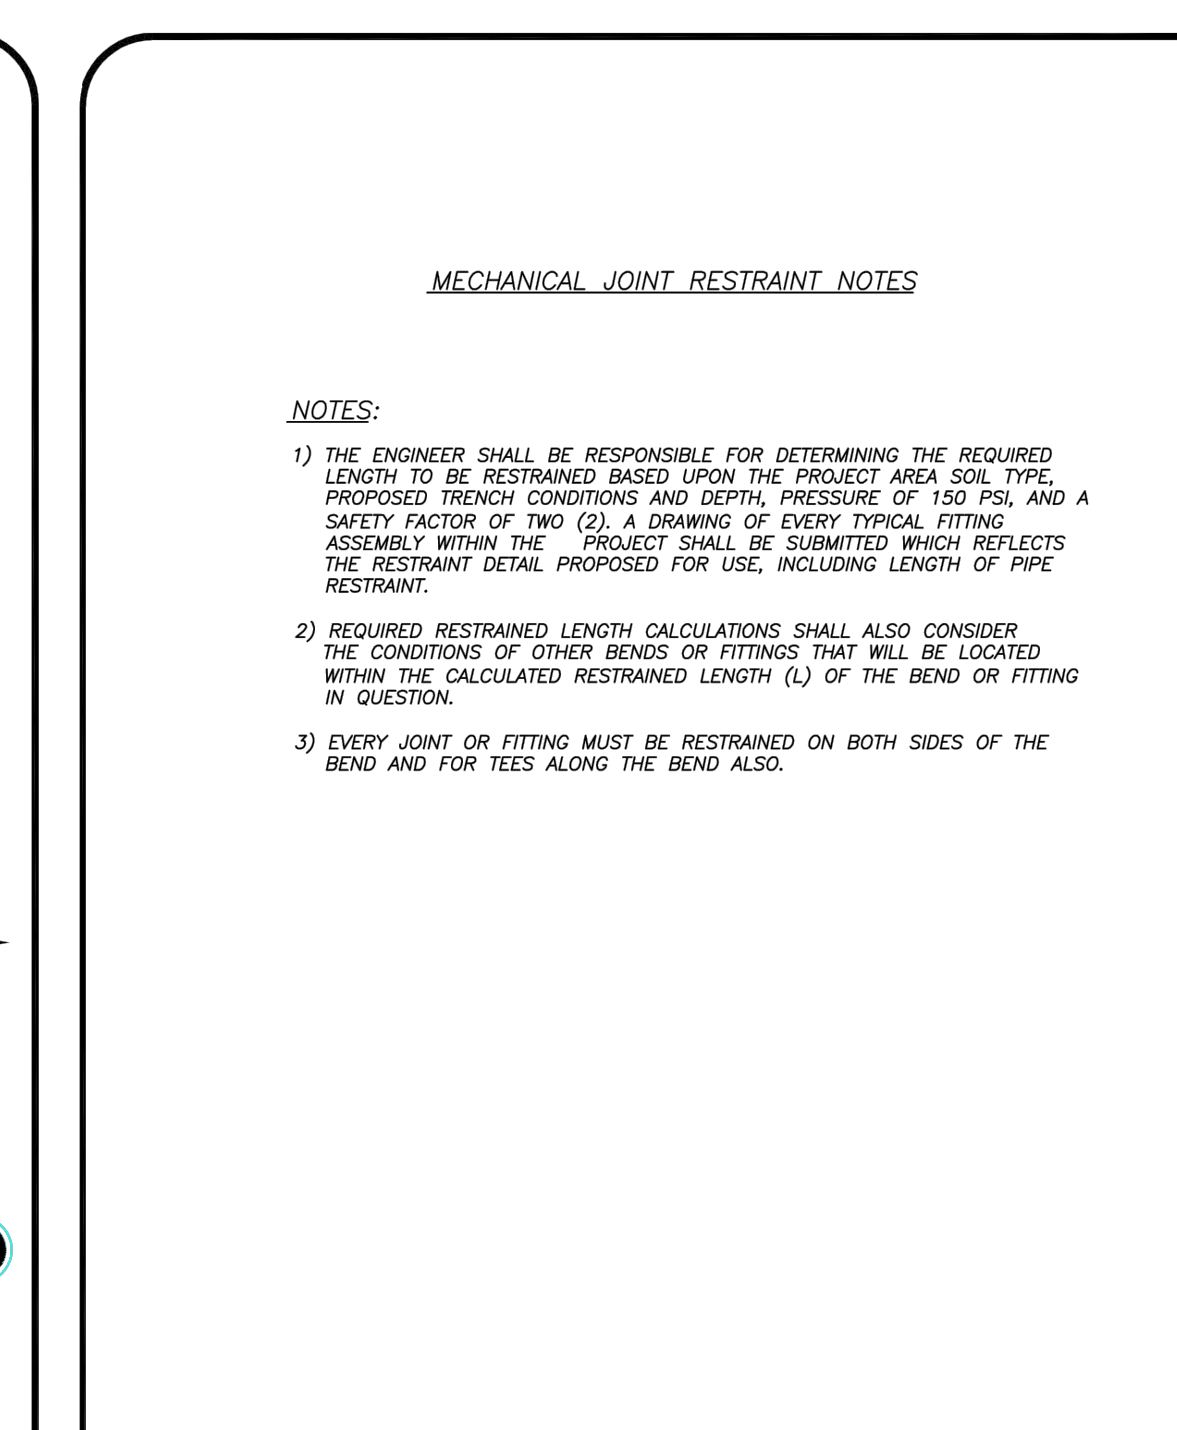 MECHANICAL JOINT RESTRAINT NOTES
NOTES:
1) THE ENGINEER SHALL BE RESPONSIBLE FOR DETERMINING THE REQUIRED
LENGTH TO BE RESTRAINED BASED UPON THE PROJECT AREA SOIL TYPE,
PROPOSED TRENCH CONDITIONS AND DEPTH, PRESSURE OF 150 PSI, AND A
SAFETY FACTOR OF TWO (2). A DRAWING OF EVERY TYPICAL FITTING
ASSEMBLY WITHIN THE PROJECT SHALL BE SUBMITTED WHICH REFLECTS
THE RESTRAINT DETAIL PROPOSED FOR USE, INCLUDING LENGTH OF PIPE
RESTRAINT.
2) REQUIRED RESTRAINED LENGTH CALCULATIONS SHALL ALSO CONSIDER
THE CONDITIONS OF OTHER BENDS OR FITTINGS THAT WILL BE LOCATED
WITHIN THE CALCULATED RESTRAINED LENGTH (L) OF THE BEND OR FITTING
IN QUESTION.
3) EVERY JOINT OR FITTING MUST BE RESTRAINED ON BOTH SIDES OF THE
BEND AND FOR TEES ALONG THE BEND ALSO.